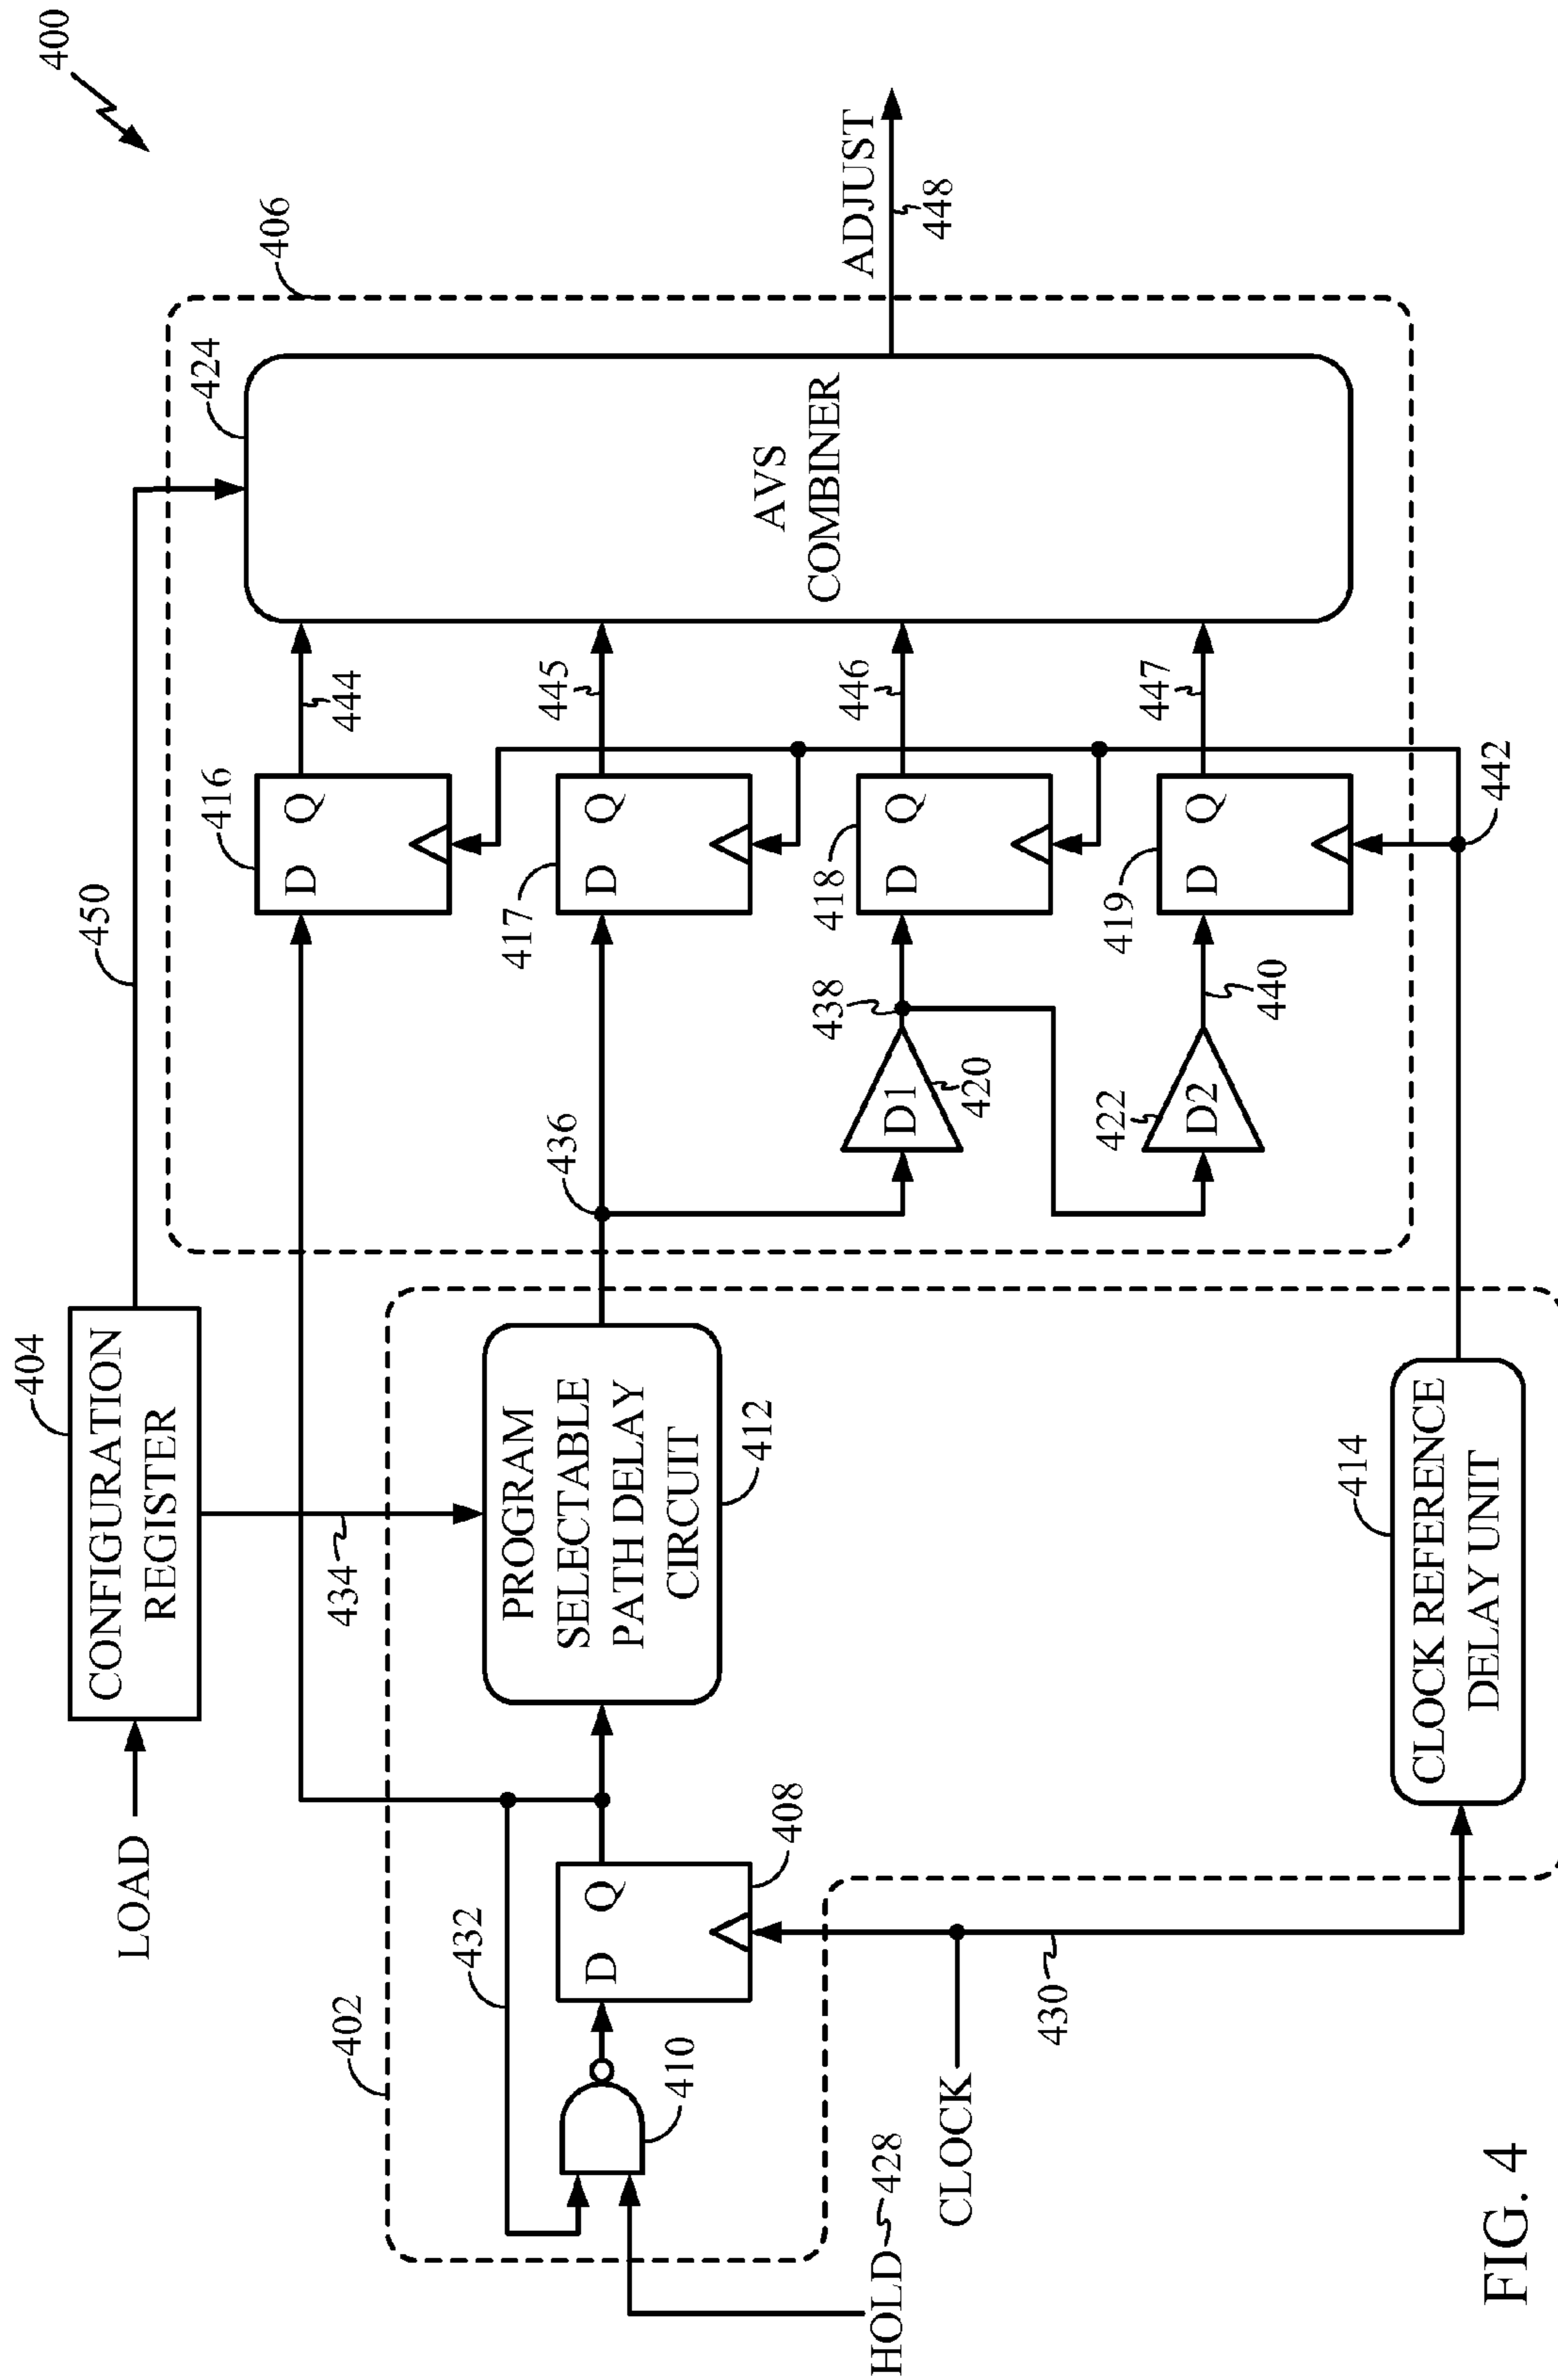 400
LOAD
404
CONFIGURATION
REGISTER
450
406
424
402
432
434
416
D Q
444
HOLD
428
410
D Q
408
PROGRAM
SELECTABLE
PATH DELAY
CIRCUIT
412
436
417
D Q
445
AVS
COMBINER
ADJUST
448
D1
420
438
418
D Q
446
CLOCK
430
D2
422
440
419
D Q
447
414
CLOCK REFERENCE
DELAY UNIT
442
FIG. 4